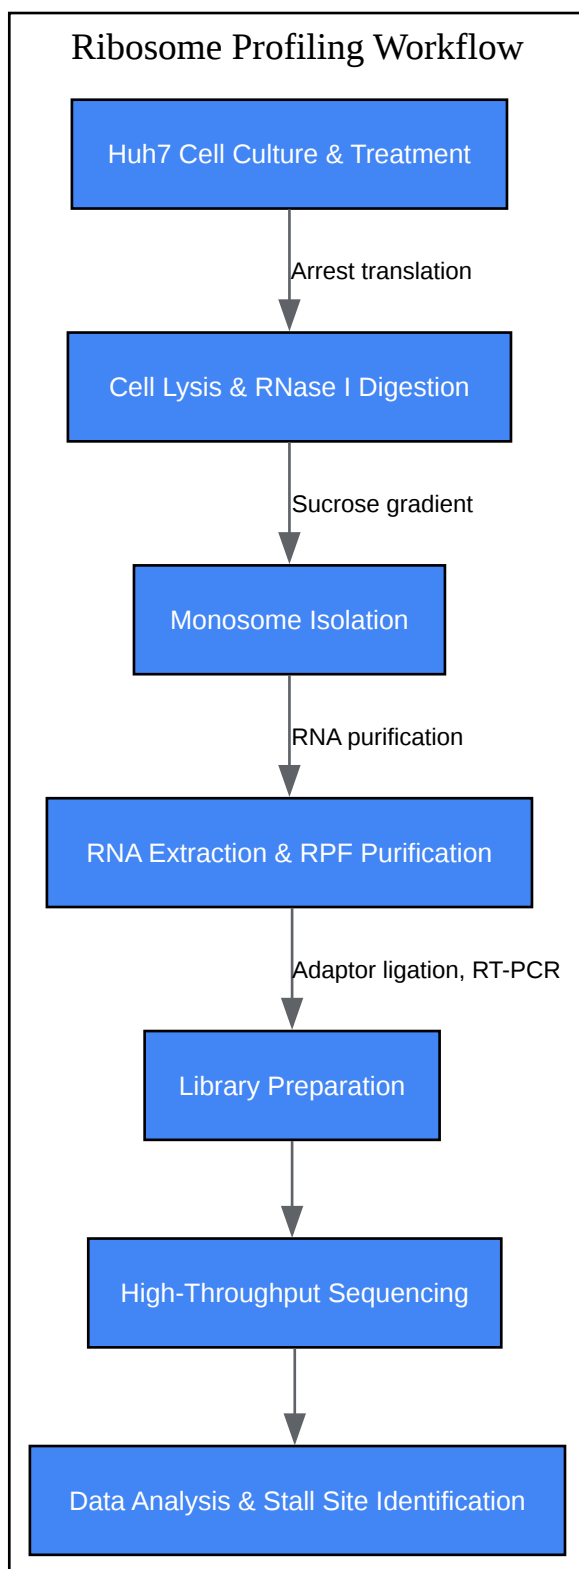 Ribosome Profiling Workflow
Huh7 Cell Culture & Treatment
Arrest translation
Cell Lysis & RNase I Digestion
Sucrose gradient
Monosome Isolation
RNA purification
RNA Extraction & RPF Purification
Adaptor ligation, RT-PCR
Library Preparation
High-Throughput Sequencing
Data Analysis & Stall Site Identification